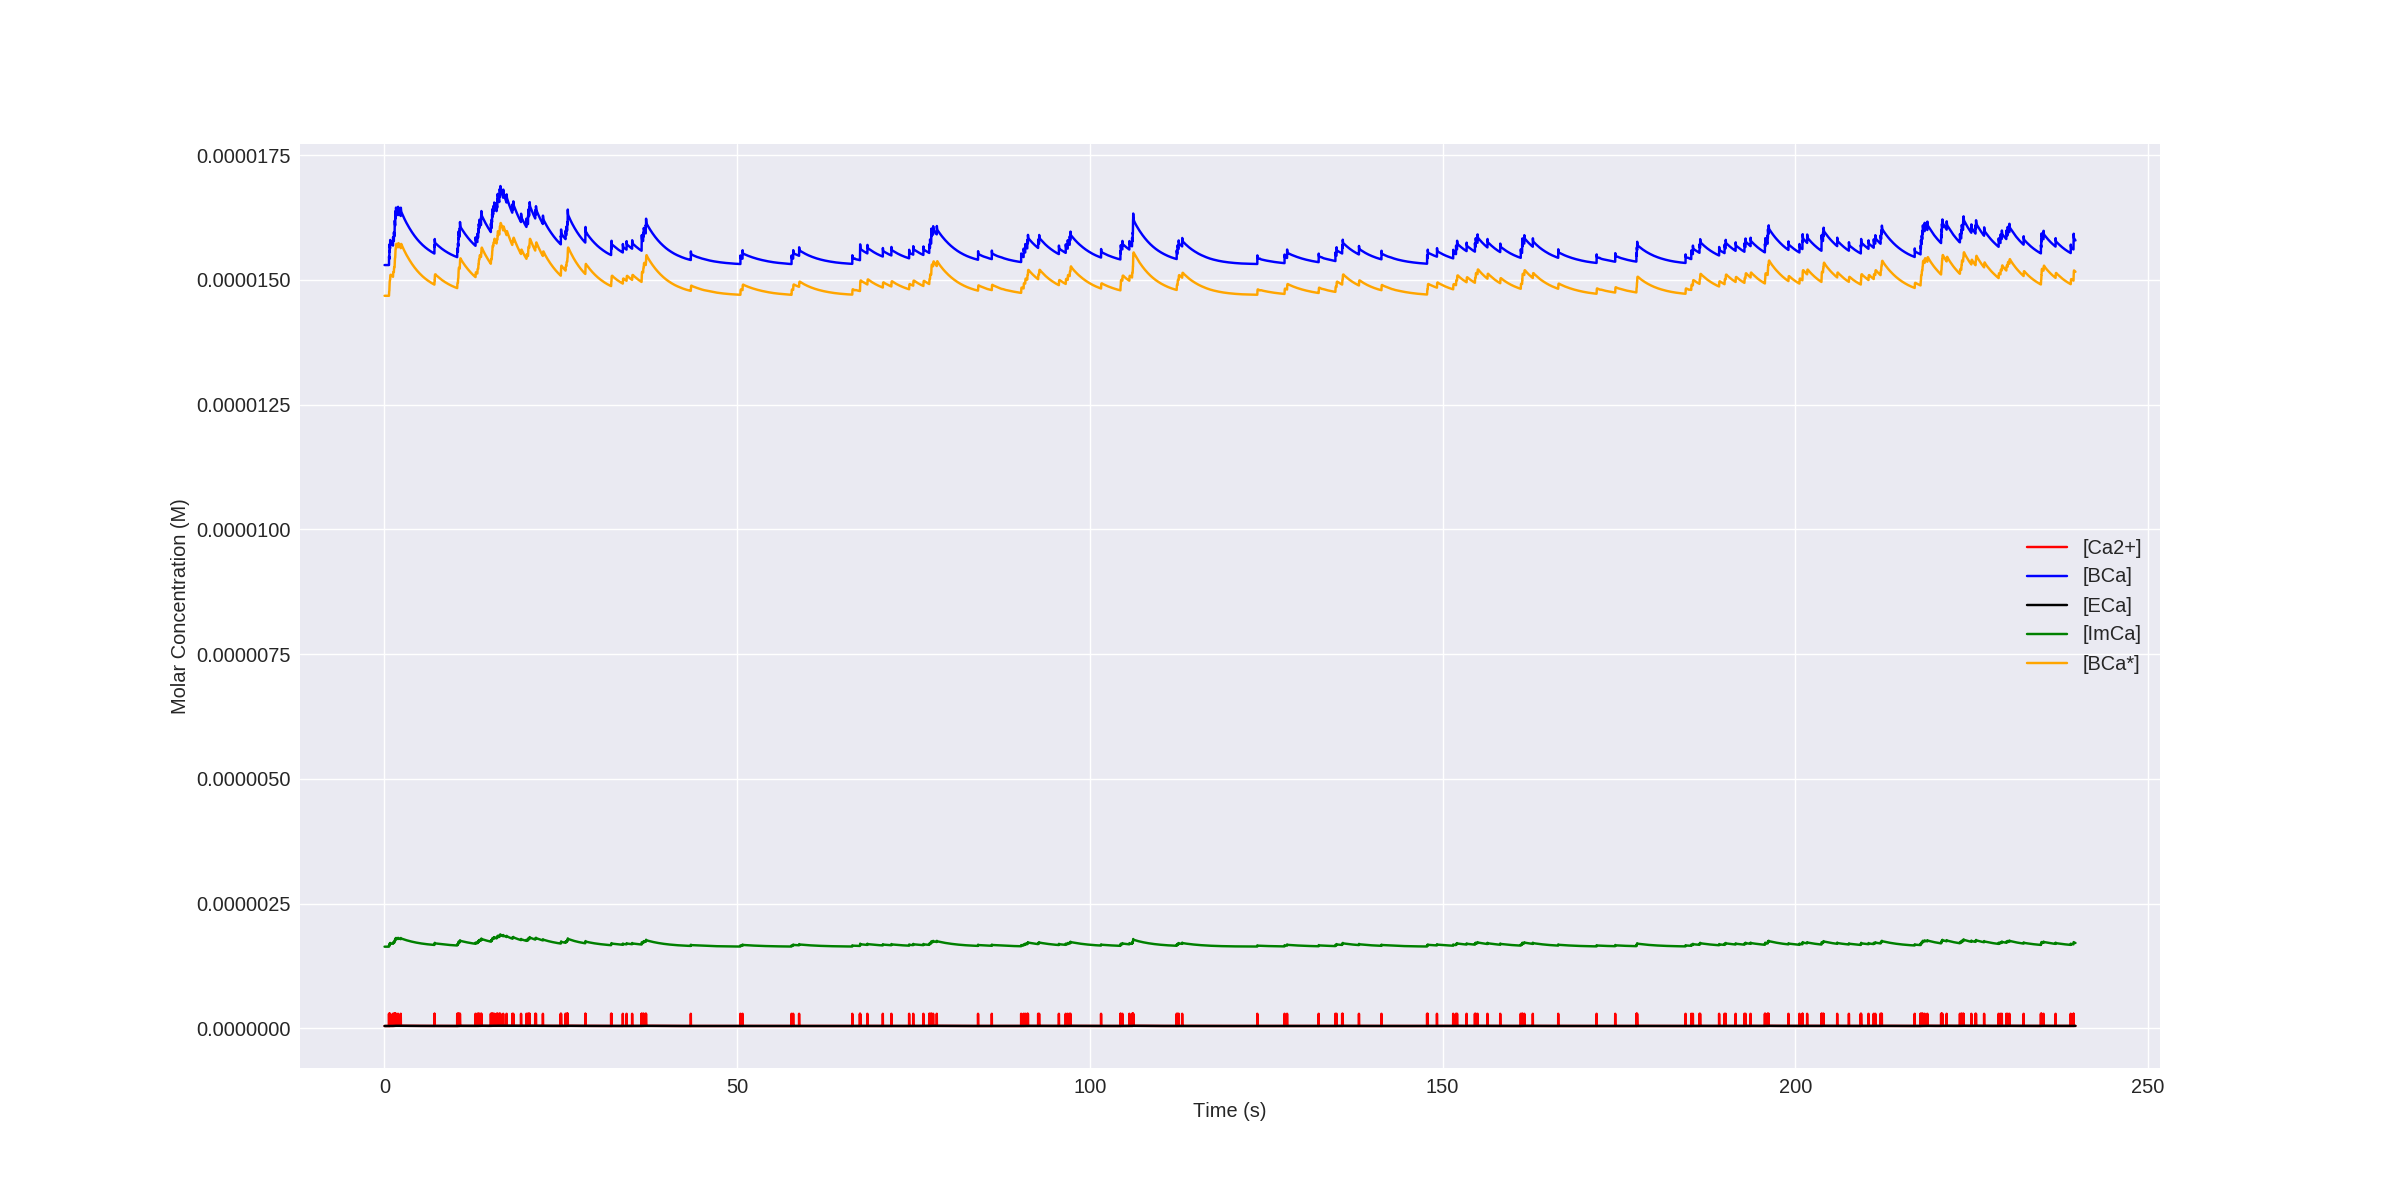 0.0000175
0.0000150
0.0000125
0.0000100
0.0000075
0.0000050
0.0000025
0.0000000
Molar Concentration (M)
[Ca2+]
[BCa]
[ECa]
[ImCa]
[BCa*]
0 50 100 150 200 250
Time (s)